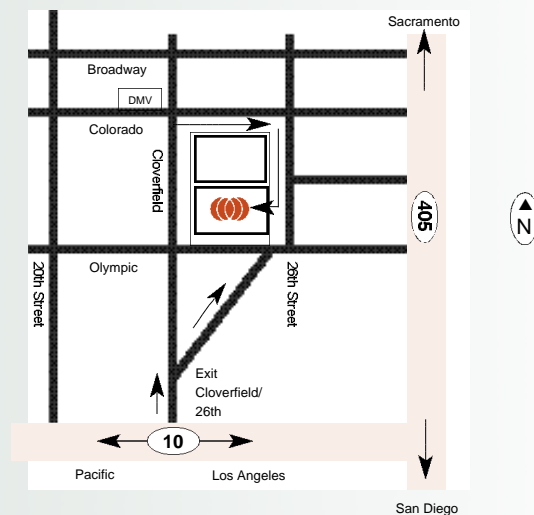 Sacramento
Broadway
DMV
Colorado
Cloverfield
405
N
20th Street
Olympic
26th Street
Exit
Cloverfield/
26th
10
Pacific
Los Angeles
San Diego